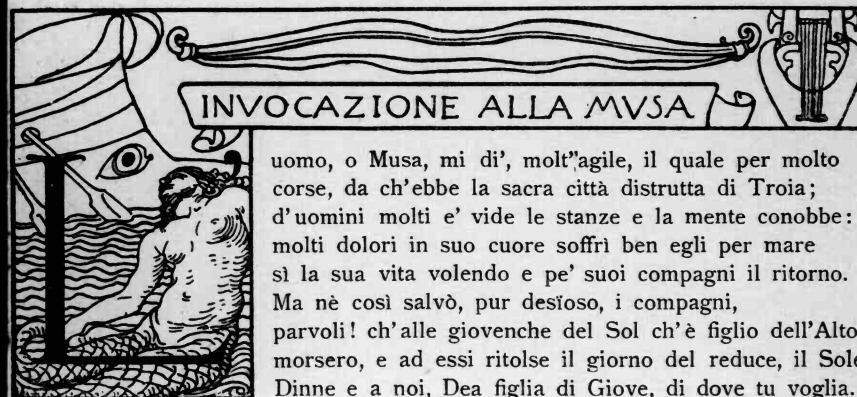 INVOCAZIONE ALLA MVSA
L
uomo, o Musa, mi di', molt''agile, il quale per molto
corse, da ch'ebbe la sacra città distrutta di Troia;
d'uomini molti e' vide le stanze e la mente conobbe:
molti dolori in suo cuore soffrì ben egli per mare
sì la sua vita volendo e pe' suoi compagni il ritorno.
Ma nè così salvò, pur desïoso, i compagni,
parvoli! ch'alle giovenche del Sol ch'è figlio dell'Alto
morsero, e ad essi ritolse il giorno del reduce, il Sole
Dinne e a noi, Dea figlia di Giove, di dove tu voglia.